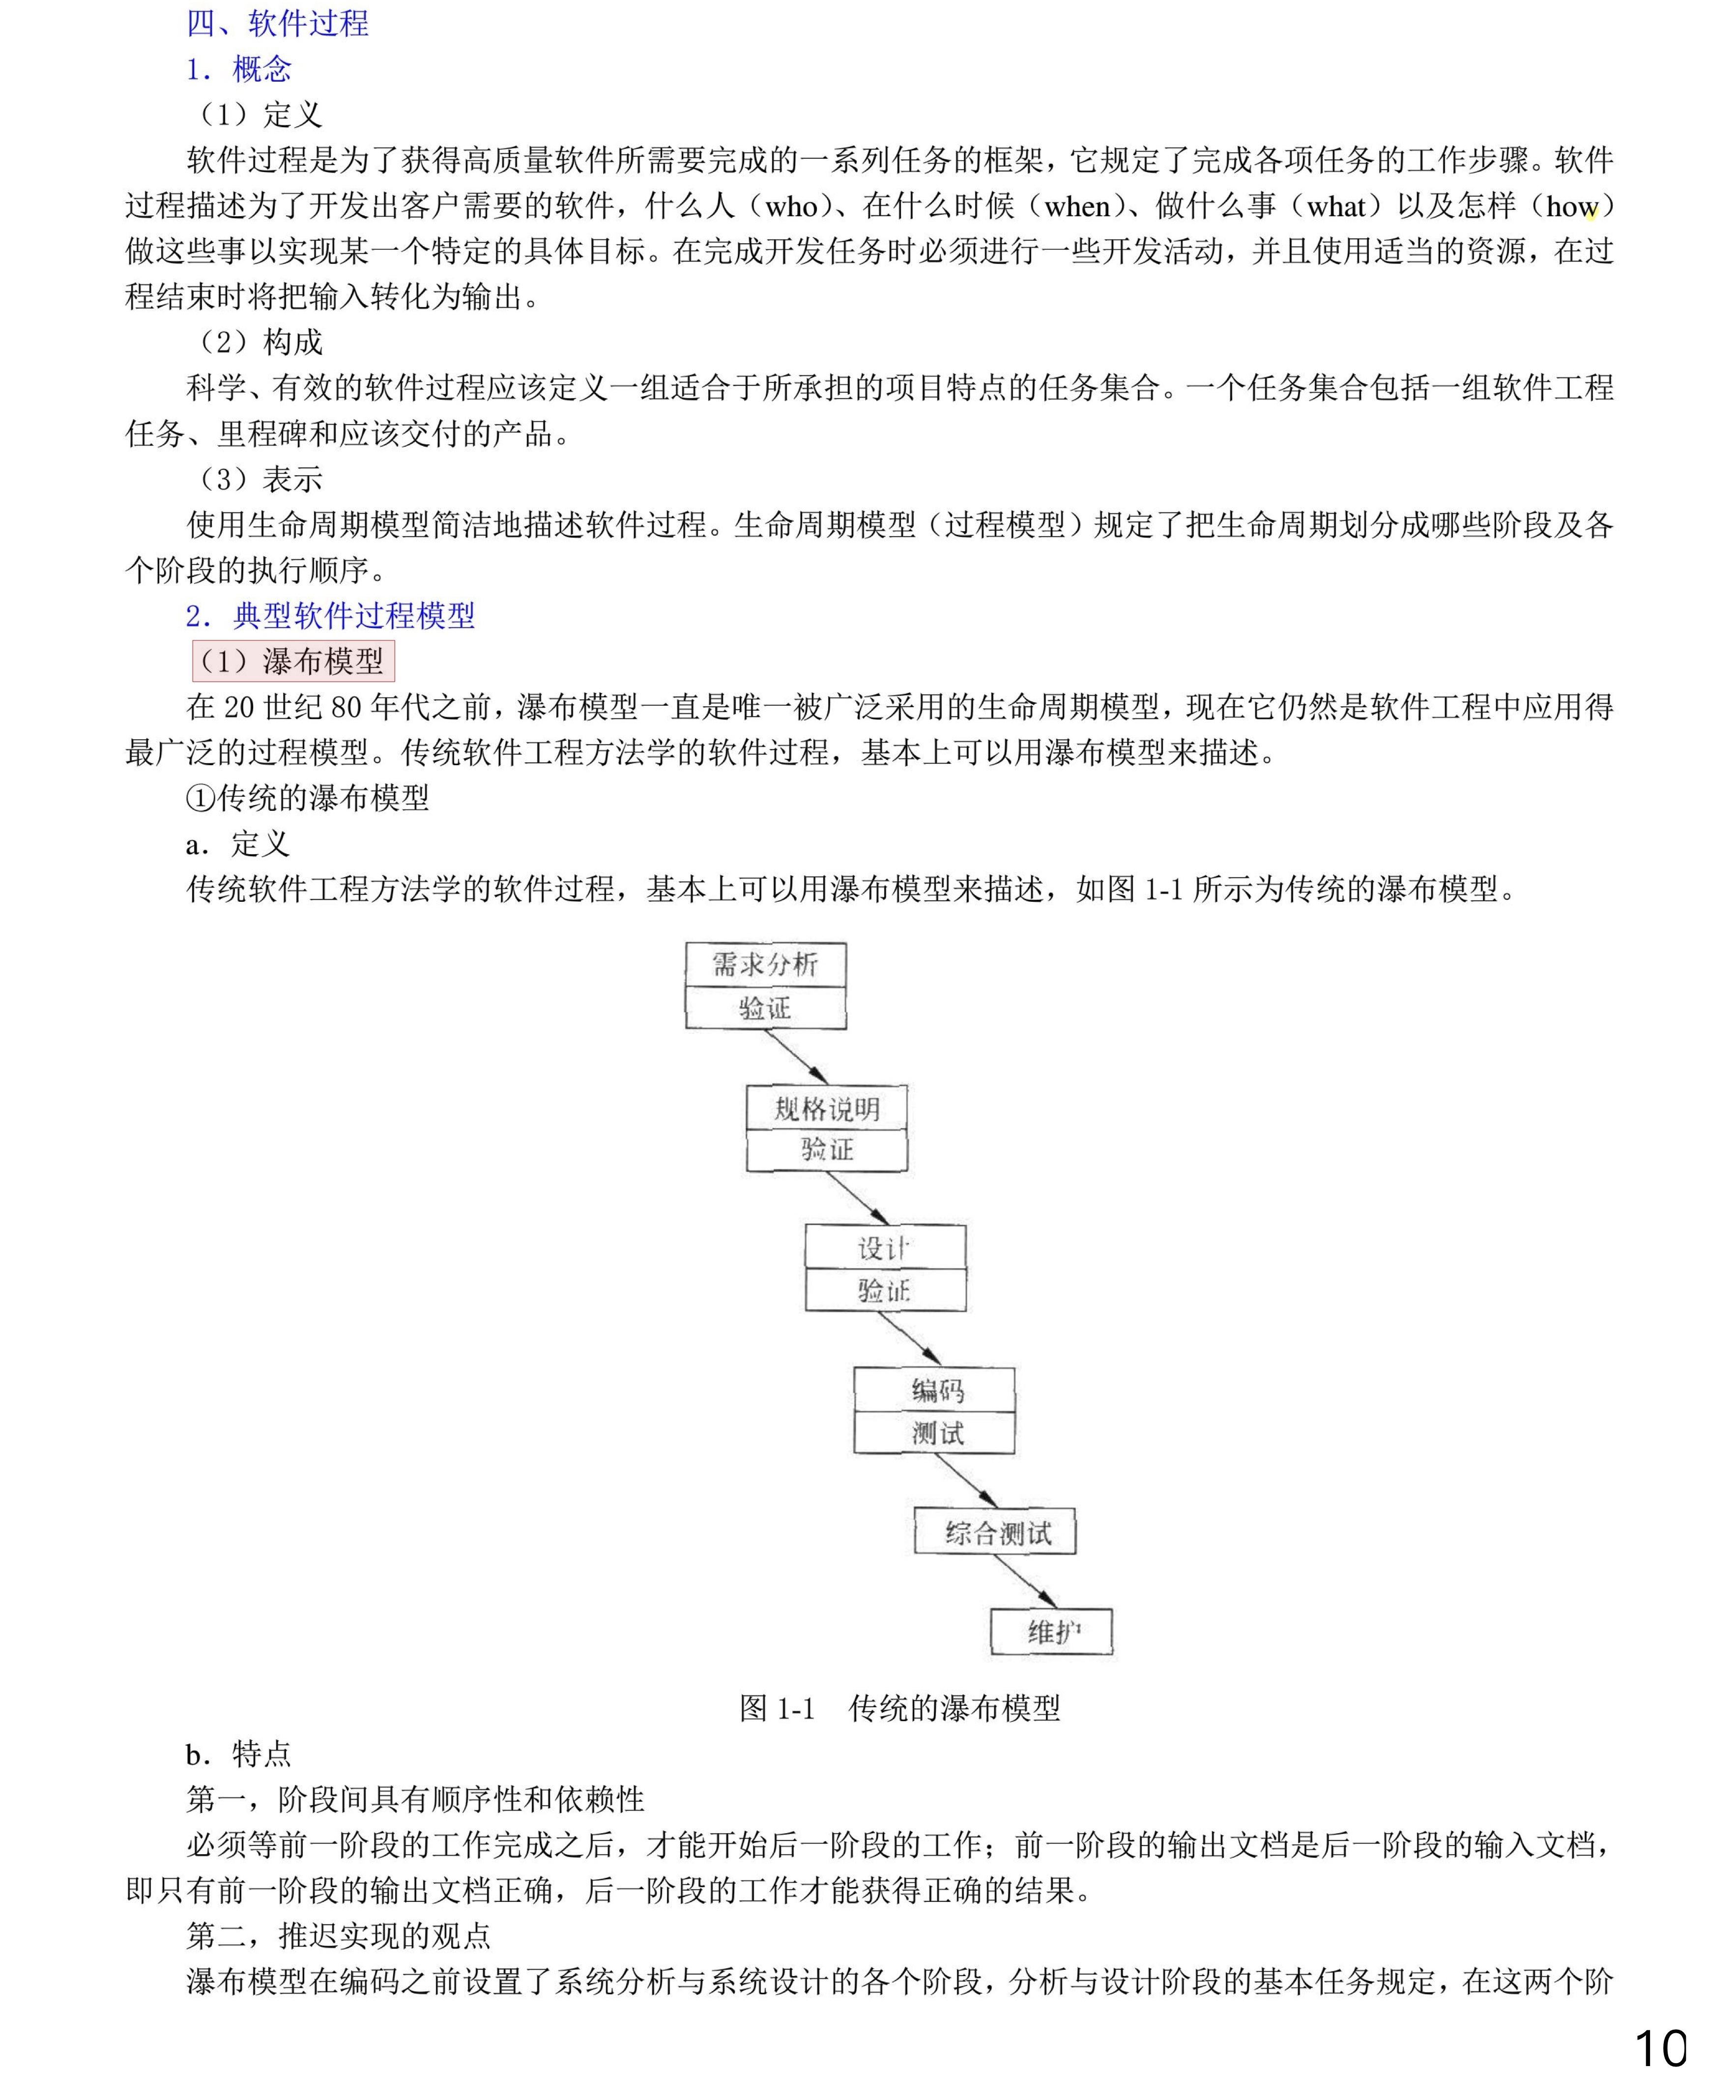 四、软件过程
1．概念
（1）定义
软件过程是为了获得高质量软件所需要完成的一系列任务的框架，它规定了完成各项任务的工作步骤。软件
过程描述为了开发出客户需要的软件，什么人（who）、在什么时候（when）、做什么事（what）以及怎样（how）
做这些事以实现某一个特定的具体目标。在完成开发任务时必须进行一些开发活动，并且使用适当的资源，在过
程结束时将把输入转化为输出。
（2）构成
科学、有效的软件过程应该定义一组适合于所承担的项目特点的任务集合。一个任务集合包括一组软件工程
任务、里程碑和应该交付的产品。
（3）表示
使用生命周期模型简洁地描述软件过程。生命周期模型（过程模型）规定了把生命周期划分成哪些阶段及各
个阶段的执行顺序。
2．典型软件过程模型
（1）瀑布模型
在 20 世纪 80 年代之前，瀑布模型一直是唯一被广泛采用的生命周期模型，现在它仍然是软件工程中应用得
最广泛的过程模型。传统软件工程方法学的软件过程，基本上可以用瀑布模型来描述。
①传统的瀑布模型
a．定义
传统软件工程方法学的软件过程，基本上可以用瀑布模型来描述，如图 1-1 所示为传统的瀑布模型。
需求分析
验证
规格说明
验证
设计
验证
编码
测试
综合测试
维护
图 1-1 传统的瀑布模型
b．特点
第一，阶段间具有顺序性和依赖性
必须等前一阶段的工作完成之后，才能开始后一阶段的工作；前一阶段的输出文档是后一阶段的输入文档，
即只有前一阶段的输出文档正确，后一阶段的工作才能获得正确的结果。
第二，推迟实现的观点
瀑布模型在编码之前设置了系统分析与系统设计的各个阶段，分析与设计阶段的基本任务规定，在这两个阶
10